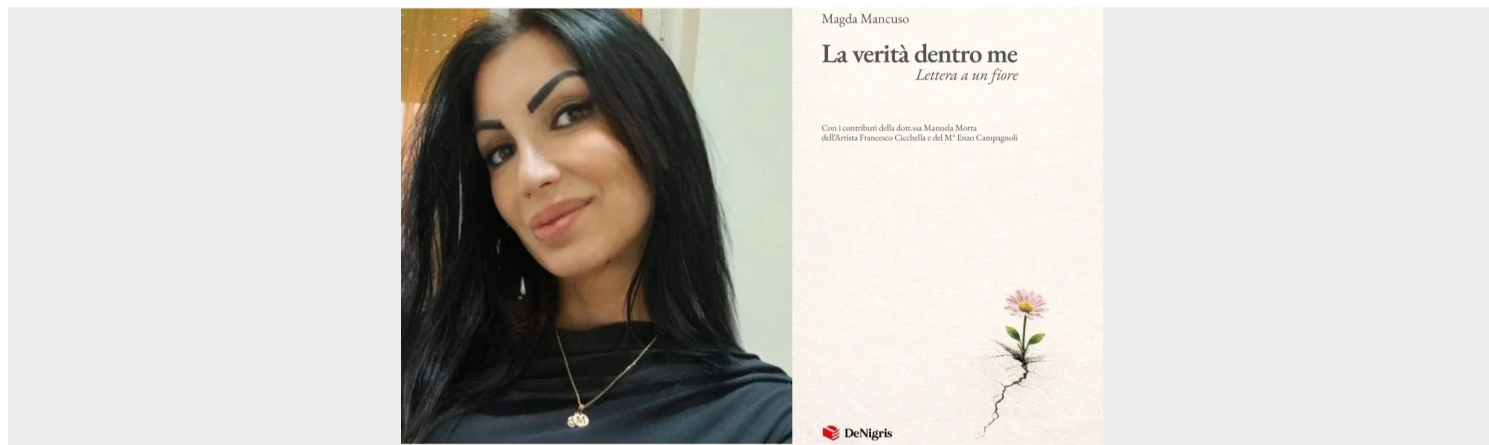 Magda Mancuso
La verità dentro me
Lettera a un fiore
Con i contributi della dott.ssa Manuela Morra
dell'Artista Francesco Cicchella e del M° Enzo Campagnoli
M
DeNigris